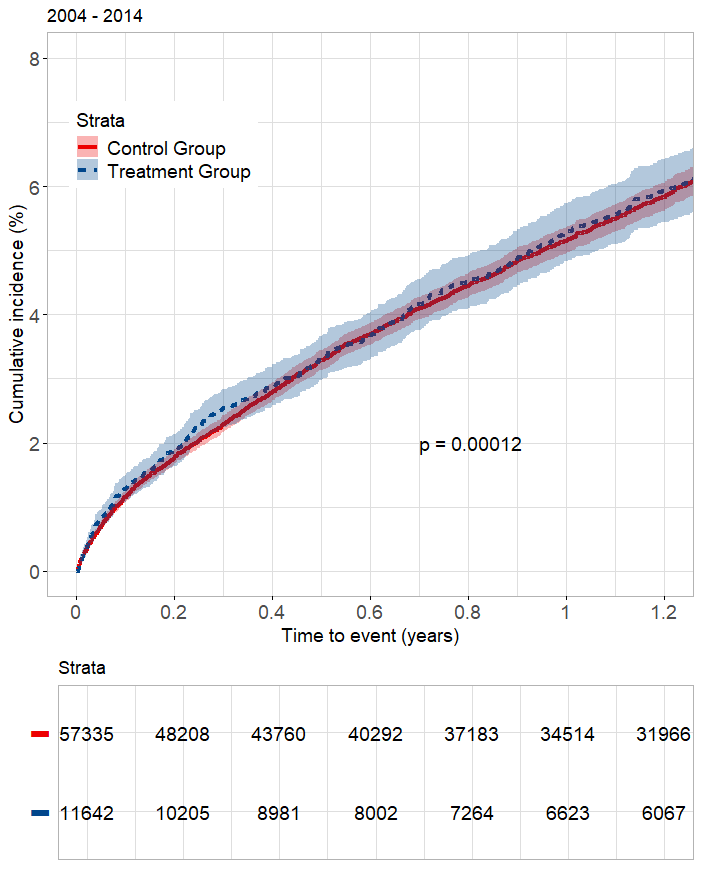 2004 - 2014
8
6
4
2
0
Cumulative incidence (%)
Strata
Control Group
Treatment Group
p = 0.00012
0 0.2 0.4 0.6 0.8 1 1.2
Time to event (years)
Strata
57335 48208 43760 40292 37183 34514 31966
11642 10205 8981 8002 7264 6623 6067